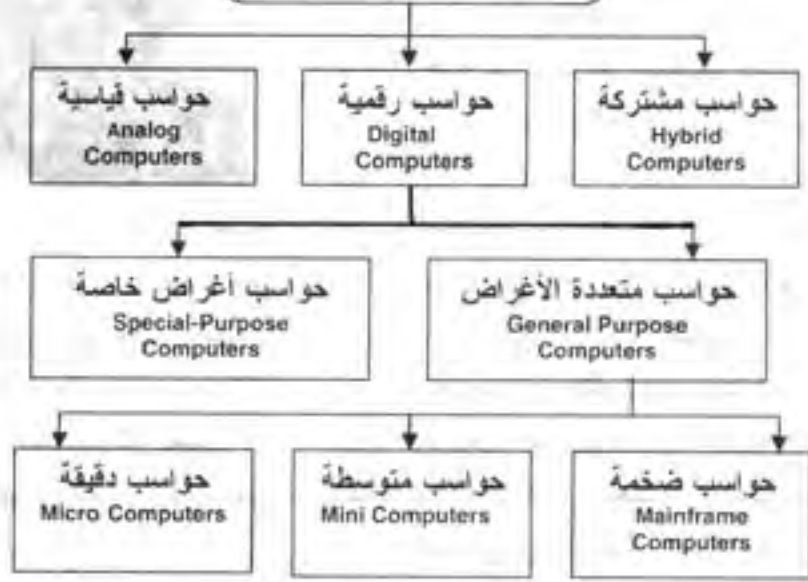 حواسب قياسية
Analog
Computers
حواسب رقمية
Digital
Computers
حواسب مشتركة
Hybrid
Computers
حواسب أغراض خاصة
Special-Purpose
Computers
حواسب متعددة الأغراض
General Purpose
Computers
حواسب دقيقة
Micro Computers
حواسب متوسطة
Mini Computers
حواسب ضخمة
Mainframe
Computers